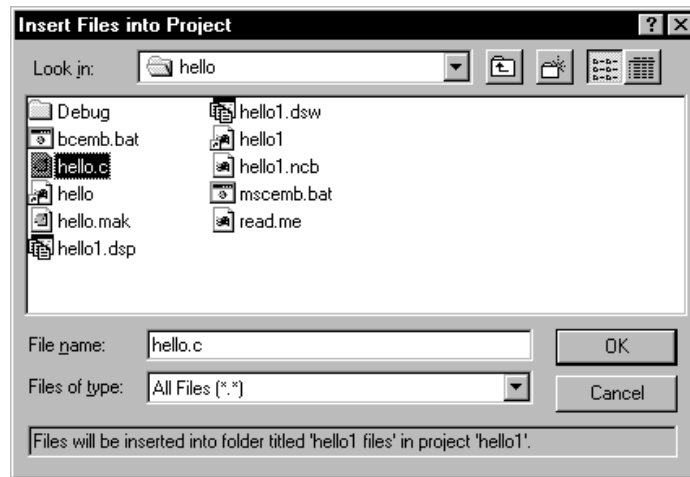 Insert Files into Project
Look in: hello
Debug
bcemb.bat
hello.c
hello
hello.mak
hello1.dsp
hello1.dsw
hello1
hello1.ncb
mscemb.bat
read.me
File name: hello.c
OK
Files of type: All Files (*.*)
Cancel
Files will be inserted into folder titled 'hello1 files' in project 'hello1'.